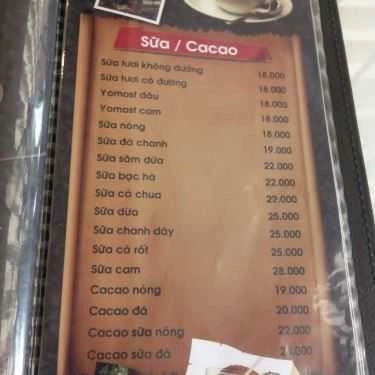 Sữa / Cacao
Sữa tươi không đường 18.000
Sữa tươi có đường 18.000
Yomost dâu 18.000
Yomost cam 18.000
Sữa nóng 18.000
Sữa đá chanh 19.000
Sữa sâm dứa 22.000
Sữa bạc hà 22.000
Sữa cà chua 22.000
Sữa dừa 25.000
Sữa chanh dây 25.000
Sữa cà rốt 25.000
Sữa cam 28.000
Cacao nóng 19.000
Cacao đá 20.000
Cacao sữa nóng 22.000
Cacao sữa đá